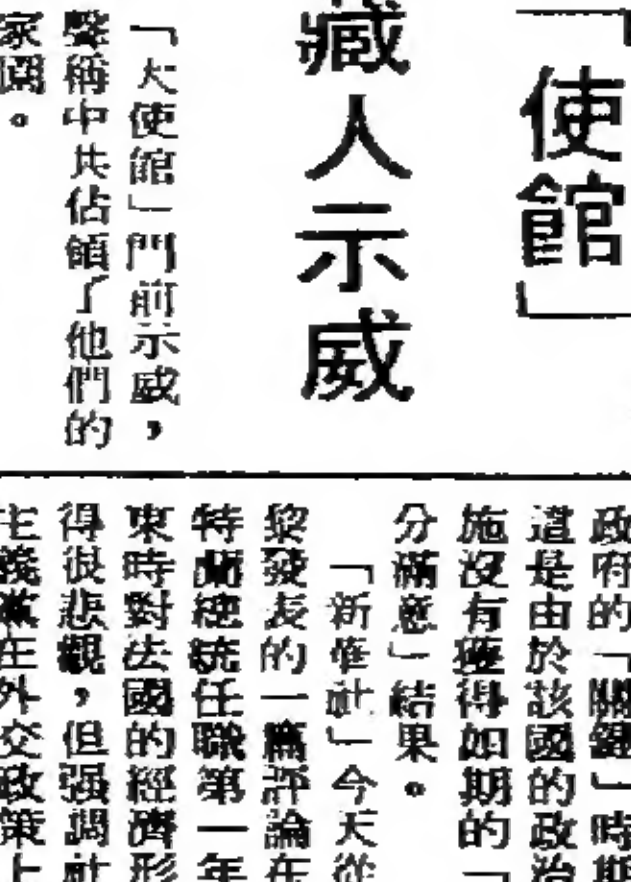 「使館」
藏人示威
「大使館」門前示威，
聲稱中共佔領了他們的
家園。
政府的「關鍵」時期
這是由於該國的政治
施沒有獲得如期的「
分滿意」結果。
「新華社」今天從
黎發表的一篇評論在
特蘭總統任職第一年
束時對法國的經濟形
得很悲觀，但强調社
主義黨在外交政策上